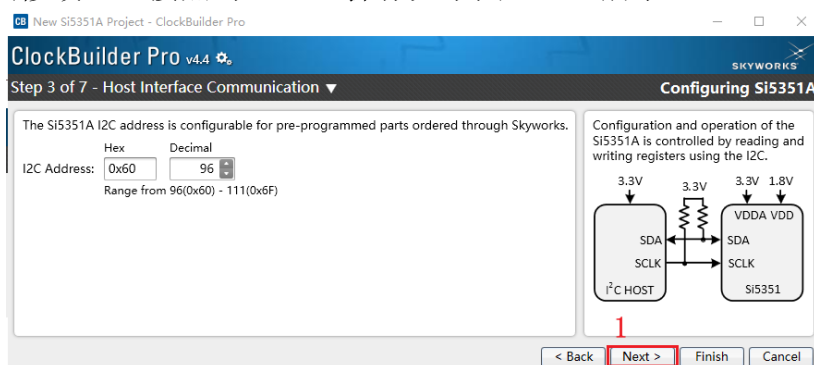 New Si5351A Project - ClockBuilder Pro
ClockBuilder Pro v4.4
SKYWORKS
Step 3 of 7 - Host Interface Communication ▼
Configuring Si5351A
The Si5351A I2C address is configurable for pre-programmed parts ordered through Skyworks.
Hex Decimal
I2C Address: 0x60 96
Range from 96(0x60) - 111(0x6F)
Configuration and operation of the
Si5351A is controlled by reading and
writing registers using the I2C.
3.3V 3.3V 3.3V 1.8V
VDDA VDD
SDA SDA
SCLK SCLK
I²C HOST Si5351
1
< Back Next > Finish Cancel